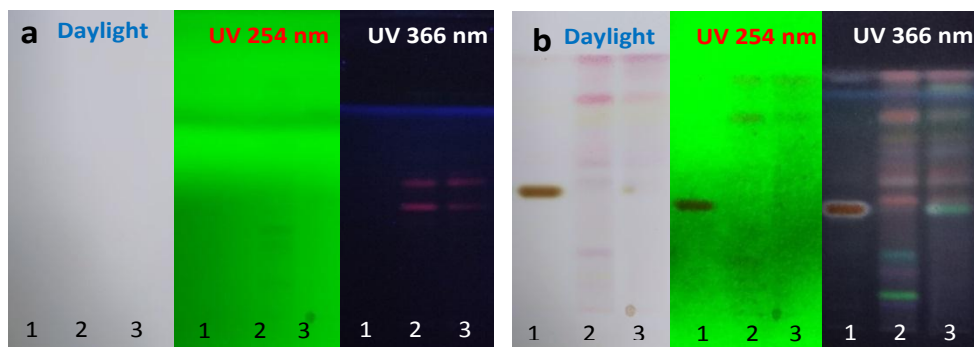 a Daylight UV 254 nm UV 366 nm
1 2 3 1 2 3 1 2 3
b Daylight UV 254 nm UV 366 nm
1 2 3 1 2 3 1 2 3